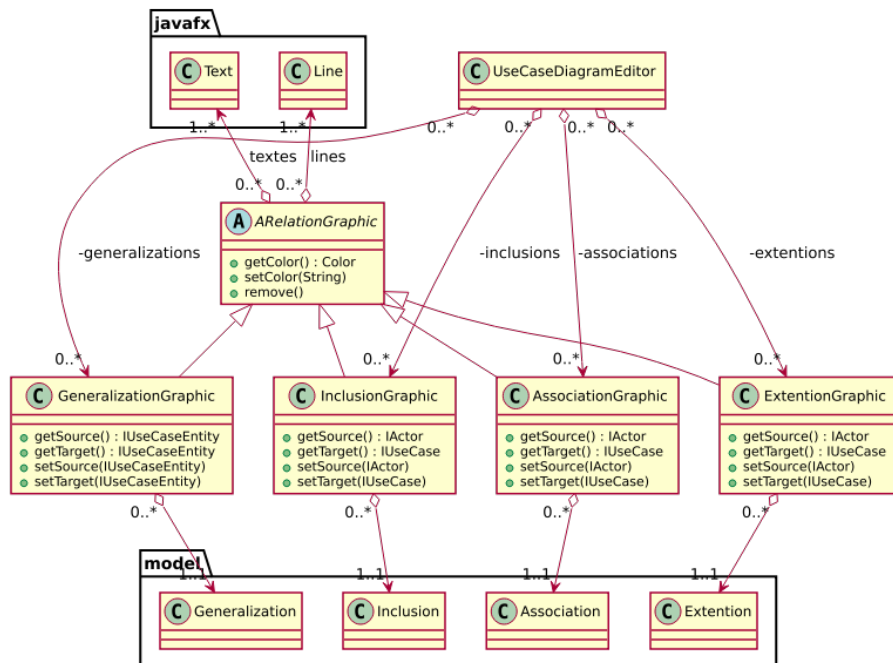 javafx
C Text
C Line
C UseCaseDiagramEditor
1..*
1..*
0..*
0..*
0..*
0..*
textes
lines
0..*
0..*
A ARelationGraphic
getColor() : Color
setColor(String)
remove()
-generalizations
-inclusions
-associations
-extentions
0..*
0..*
0..*
0..*
C GeneralizationGraphic
getSource() : IUseCaseEntity
getTarget() : IUseCaseEntity
setSource(IUseCaseEntity)
setTarget(IUseCaseEntity)
C InclusionGraphic
getSource() : IActor
getTarget() : IUseCase
setSource(IActor)
setTarget(IUseCase)
C AssociationGraphic
getSource() : IActor
getTarget() : IUseCase
setSource(IActor)
setTarget(IUseCase)
C ExtentionGraphic
getSource() : IActor
getTarget() : IUseCase
setSource(IActor)
setTarget(IUseCase)
0..*
0..*
0..*
0..*
model
1..1
1..1
1..1
1..1
C Generalization
C Inclusion
C Association
C Extention